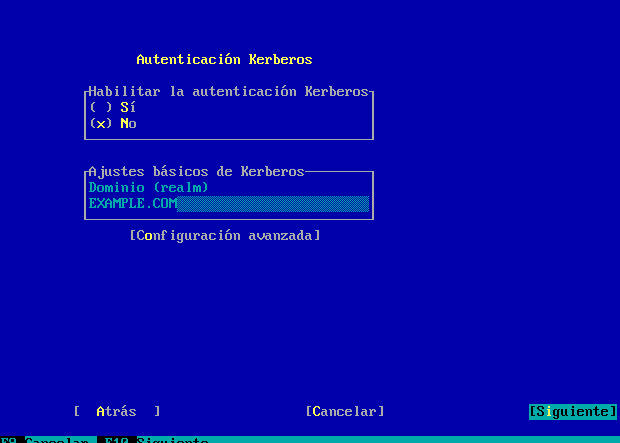 Autenticación Kerberos
Habilitar la autenticación Kerberos
( ) Sí
(x) No
Ajustes básicos de Kerberos
Dominio (realm)
EXAMPLE.COM
[Configuración avanzada]
[ Atrás ] [Cancelar] [Siguiente]
F9 Cancelar F10 Siguiente